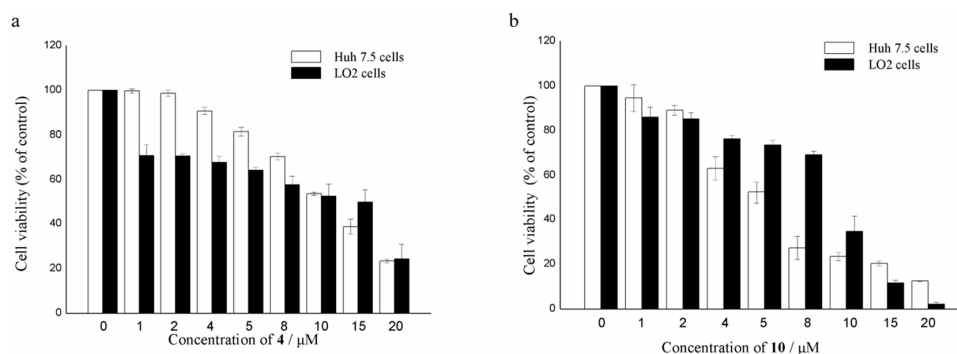 a
120
100
80
60
40
20
0
Cell viability (% of control)
Huh 7.5 cells
LO2 cells
0 1 2 4 5 8 10 15 20
Concentration of 4 / μM
b
120
100
80
60
40
20
0
Cell viability (% of control)
Huh 7.5 cells
LO2 cells
0 1 2 4 5 8 10 15 20
Concentration of 10 / μM